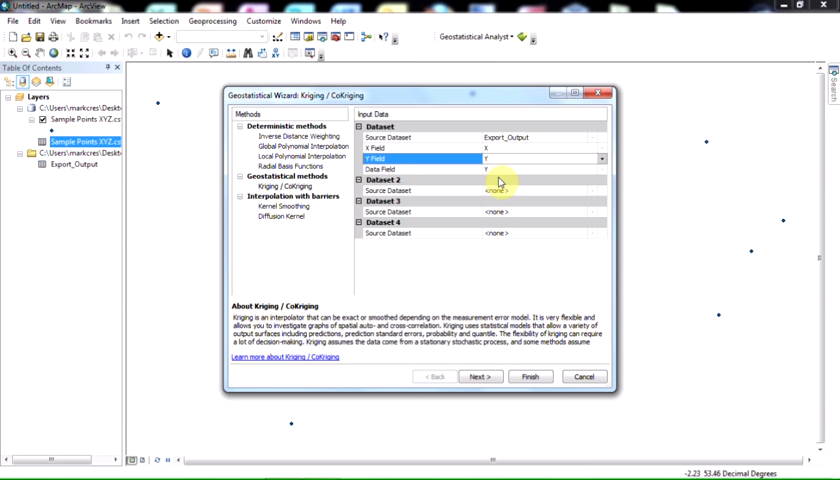 Untitled - ArcMap - ArcView
File Edit View Bookmarks Insert Selection Geoprocessing Customize Windows Help
Geostatistical Analyst
Table Of Contents
Layers
C:\Users\markcres\Deskto
Sample Points XYZ.cs
C:\Users\markcres\Deskto
Sample Points XYZ.cs
C:\Users\markcres\Deskto
Export_Output
Search
Geostatistical Wizard: Kriging / CoKriging
Methods
Deterministic methods
Inverse Distance Weighting
Global Polynomial Interpolation
Local Polynomial Interpolation
Radial Basis Functions
Geostatistical methods
Kriging / CoKriging
Interpolation with barriers
Kernel Smoothing
Diffusion Kernel
Input Data
Dataset
Source Dataset Export_Output
X Field X
Y Field Y
Data Field Y
Dataset 2
Source Dataset <none>
Dataset 3
Source Dataset <none>
Dataset 4
Source Dataset <none>
About Kriging / CoKriging
Kriging is an interpolator that can be exact or smoothed depending on the measurement error model. It is very flexible and
allows you to investigate graphs of spatial auto- and cross-correlation. Kriging uses statistical models that allow a variety of
output surfaces including predictions, prediction standard errors, probability and quantile. The flexibility of kriging can require
a lot of decision-making. Kriging assumes the data come from a stationary stochastic process, and some methods assume
Learn more about Kriging / CoKriging
< Back Next > Finish Cancel
-2.23 53.46 Decimal Degrees